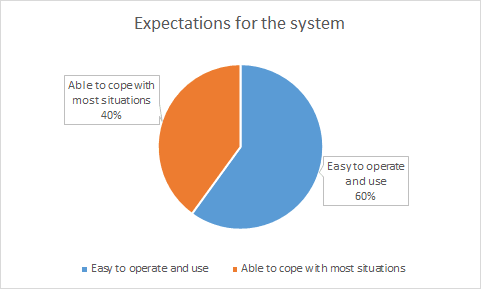 Expectations for the system
Able to cope with
most situations
40%
Easy to operate
and use
60%
Easy to operate and use
Able to cope with most situations